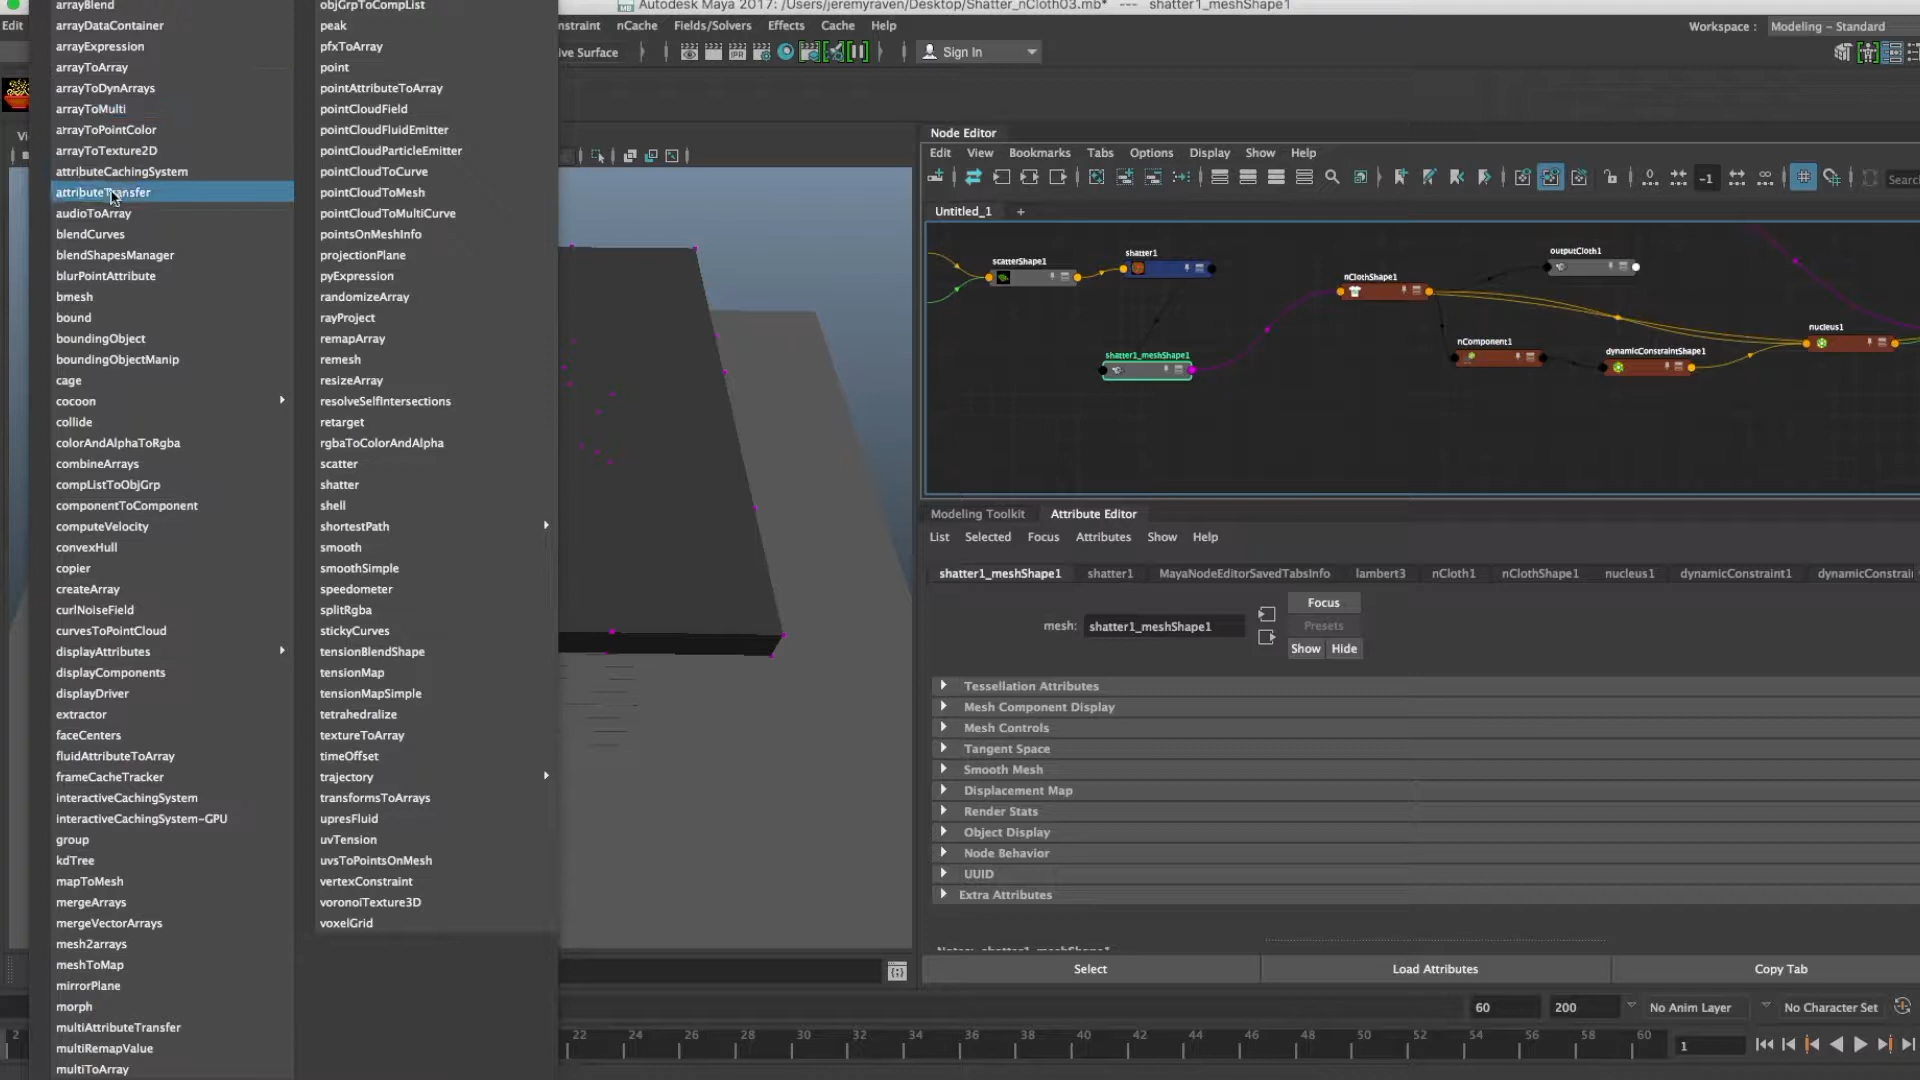 Autodesk Maya 2017: /Users/jeremyraven/Desktop/Shatter_nCloth03.mb* --- shatter1_meshShape1
Edit
nstraint nCache Fields/Solvers Effects Cache Help
Workspace : Modeling - Standard
ve Surface
Sign In
arrayBlend
arrayDataContainer
arrayExpression
arrayToArray
arrayToDynArrays
arrayToMulti
arrayToPointColor
arrayToTexture2D
attributeCachingSystem
attributeTransfer
audioToArray
blendCurves
blendShapesManager
blurPointAttribute
bmesh
bound
boundingObject
boundingObjectManip
cage
cocoon
collide
colorAndAlphaToRgba
combineArrays
compListToObjGrp
componentToComponent
computeVelocity
convexHull
copier
createArray
curlNoiseField
curvesToPointCloud
displayAttributes
displayComponents
displayDriver
extractor
faceCenters
fluidAttributeToArray
frameCacheTracker
interactiveCachingSystem
interactiveCachingSystem-GPU
group
kdTree
mapToMesh
mergeArrays
mergeVectorArrays
mesh2arrays
meshToMap
mirrorPlane
morph
multiAttributeTransfer
multiRemapValue
multiToArray
objGrpToCompList
peak
pfxToArray
point
pointAttributeToArray
pointCloudField
pointCloudFluidEmitter
pointCloudParticleEmitter
pointCloudToCurve
pointCloudToMesh
pointCloudToMultiCurve
pointsOnMeshInfo
projectionPlane
pyExpression
randomizeArray
rayProject
remapArray
remesh
resizeArray
resolveSelfIntersections
retarget
rgbaToColorAndAlpha
scatter
shatter
shell
shortestPath
smooth
smoothSimple
speedometer
splitRgba
stickyCurves
tensionBlendShape
tensionMap
tensionMapSimple
tetrahedralize
textureToArray
timeOffset
trajectory
transformsToArrays
upresFluid
uvTension
uvsToPointsOnMesh
vertexConstraint
voronoiTexture3D
voxelGrid
Vi
Node Editor
Edit View Bookmarks Tabs Options Display Show Help
-1
Searc
Untitled_1 +
scatterShape1
shatter1
shatter1_meshShape1
nClothShape1
outputCloth1
nComponent1
dynamicConstraintShape1
nucleus1
Modeling Toolkit Attribute Editor
List Selected Focus Attributes Show Help
shatter1_meshShape1 shatter1 MayaNodeEditorSavedTabsInfo lambert3 nCloth1 nClothShape1 nucleus1 dynamicConstraint1 dynamicConstrai
mesh: shatter1_meshShape1
Focus
Presets
Show Hide
Tessellation Attributes
Mesh Component Display
Mesh Controls
Tangent Space
Smooth Mesh
Displacement Map
Render Stats
Object Display
Node Behavior
UUID
Extra Attributes
Notes: shatter1_meshShape1
Select Load Attributes Copy Tab
60 200 No Anim Layer No Character Set
2 22 24 26 28 30 32 34 36 38 40 42 44 46 48 50 52 54 56 58 60
1